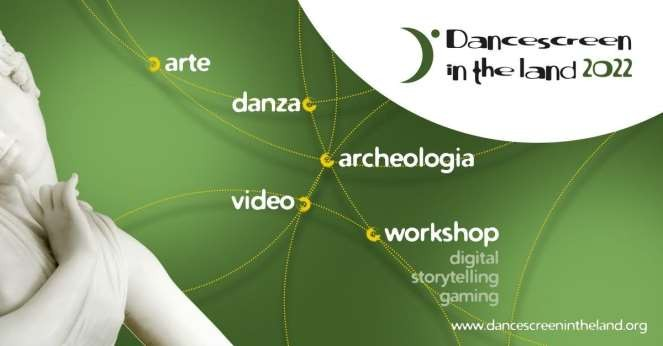 Dancescreen
in the land 2022
arte
danza
archeologia
video
workshop
digital
storytelling
gaming
www.dancescreenintheland.org